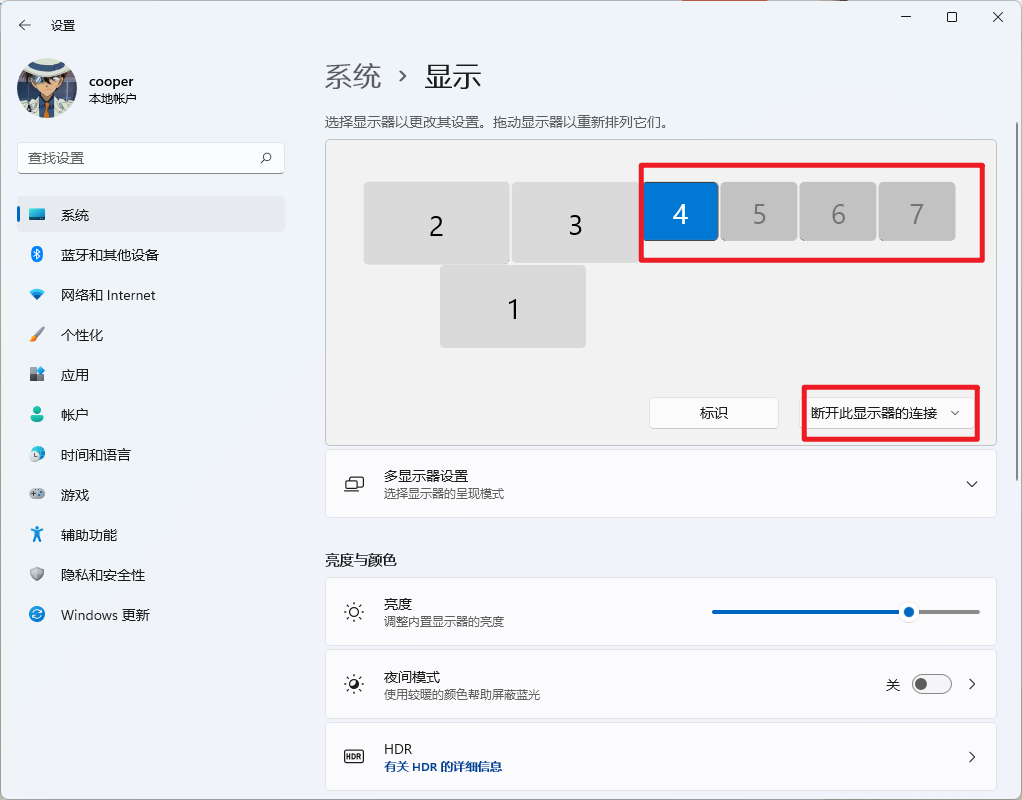 设置
cooper
本地帐户
查找设置
系统
蓝牙和其他设备
网络和 Internet
个性化
应用
帐户
时间和语言
游戏
辅助功能
隐私和安全性
Windows 更新
系统 › 显示
选择显示器以更改其设置。拖动显示器以重新排列它们。
2 3 4 5 6 7
1
标识 断开此显示器的连接
多显示器设置
选择显示器的呈现模式
亮度与颜色
亮度
调整内置显示器的亮度
夜间模式
使用较暖的颜色帮助屏蔽蓝光
关
HDR
HDR
有关 HDR 的详细信息